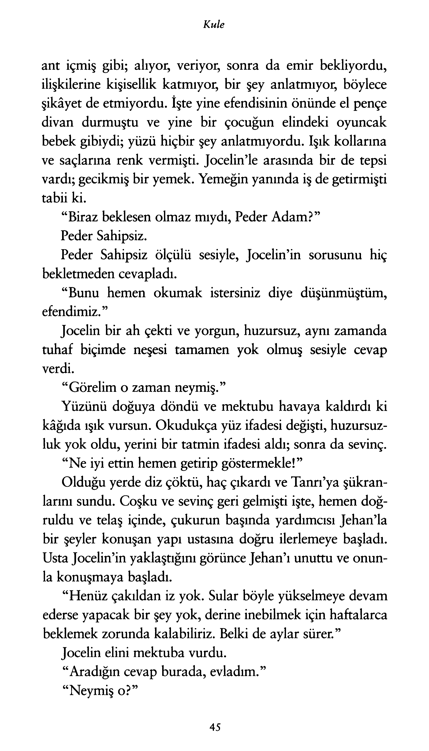 Kule
ant içmiş gibi; alıyor, veriyor, sonra da emir bekliyordu,
ilişkilerine kişisellik katmıyor, bir şey anlatmıyor, böylece
şikâyet de etmiyordu. İşte yine efendisinin önünde el pençe
divan durmuştu ve yine bir çocuğun elindeki oyuncak
bebek gibiydi; yüzü hiçbir şey anlatmıyordu. Işık kollarına
ve saçlarına renk vermişti. Jocelin’le arasında bir de tepsi
vardı; gecikmiş bir yemek. Yemeğin yanında iş de getirmişti
tabii ki.
“Biraz beklesen olmaz mıydı, Peder Adam?”
Peder Sahipsiz.
Peder Sahipsiz ölçülü sesiyle, Jocelin’in sorusunu hiç
bekletmeden cevapladı.
“Bunu hemen okumak istersiniz diye düşünmüştüm,
efendimiz.”
Jocelin bir ah çekti ve yorgun, huzursuz, aynı zamanda
tuhaf biçimde neşesi tamamen yok olmuş sesiyle cevap
verdi.
“Görelim o zaman neymiş.”
Yüzünü doğuya döndü ve mektubu havaya kaldırdı ki
kâğıda ışık vursun. Okudukça yüz ifadesi değişti, huzursuz-
luk yok oldu, yerini bir tatmin ifadesi aldı; sonra da sevinç.
“Ne iyi ettin hemen getirip göstermekle!”
Olduğu yerde diz çöktü, haç çıkardı ve Tanrı’ya şükran-
larını sundu. Coşku ve sevinç geri gelmişti işte, hemen doğ-
ruldu ve telaş içinde, çukurun başında yardımcısı Jehan’la
bir şeyler konuşan yapı ustasına doğru ilerlemeye başladı.
Usta Jocelin’in yaklaştığını görünce Jehan’ı unuttu ve onun-
la konuşmaya başladı.
“Henüz çakıldan iz yok. Sular böyle yükselmeye devam
ederse yapacak bir şey yok, derine inebilmek için haftalarca
beklemek zorunda kalabiliriz. Belki de aylar sürer.”
Jocelin elini mektuba vurdu.
“Aradığın cevap burada, evladım.”
“Neymiş o?”
45